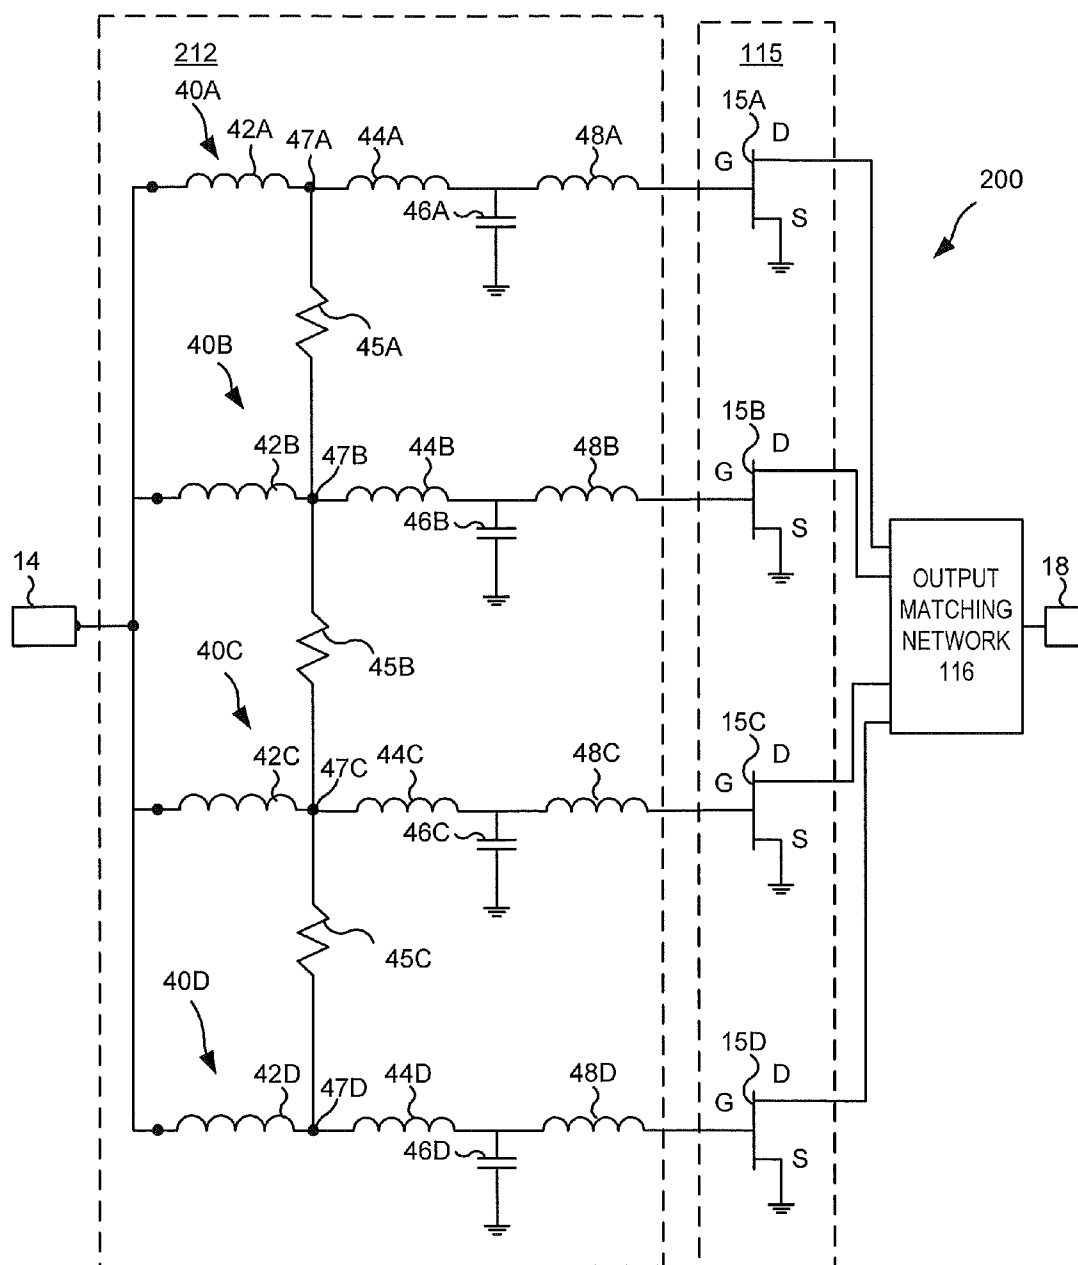 212
115
40A
15A
D
42A
47A
44A
48A
G
200
46A
S
45A
40B
15B
D
42B
47B
44B
48B
G
46B
S
14
18
OUTPUT
MATCHING
NETWORK
116
40C
45B
15C
D
42C
47C
44C
48C
G
46C
S
45C
40D
15D
D
42D
47D
44D
48D
G
46D
S